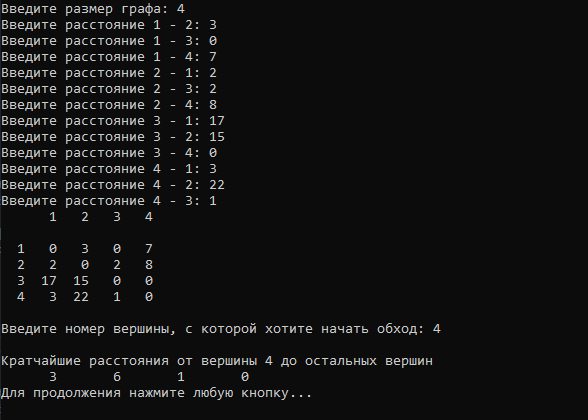 Введите размер графа: 4
Введите расстояние 1 - 2: 3
Введите расстояние 1 - 3: 0
Введите расстояние 1 - 4: 7
Введите расстояние 2 - 1: 2
Введите расстояние 2 - 3: 2
Введите расстояние 2 - 4: 8
Введите расстояние 3 - 1: 17
Введите расстояние 3 - 2: 15
Введите расстояние 3 - 4: 0
Введите расстояние 4 - 1: 3
Введите расстояние 4 - 2: 22
Введите расстояние 4 - 3: 1
1 2 3 4
1 0 3 0 7
2 2 0 2 8
3 17 15 0 0
4 3 22 1 0
Введите номер вершины, с которой хотите начать обход: 4
Кратчайшие расстояния от вершины 4 до остальных вершин
3 6 1 0
Для продолжения нажмите любую кнопку...